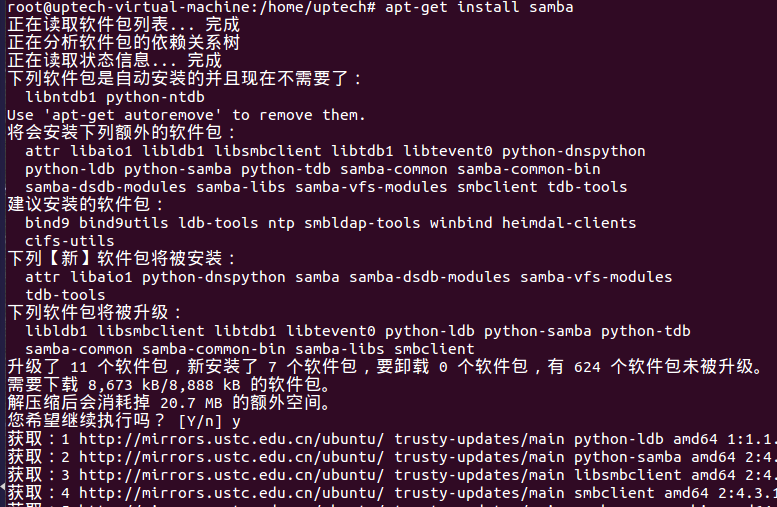 root@uptech-virtual-machine:/home/uptech# apt-get install samba
正在读取软件包列表... 完成
正在分析软件包的依赖关系树
正在读取状态信息... 完成
下列软件包是自动安装的并且现在不需要了：
libntdb1 python-ntdb
Use 'apt-get autoremove' to remove them.
将会安装下列额外的软件包：
attr libaio1 libldb1 libsmbclient libtdb1 libtevent0 python-dnspython
python-ldb python-samba python-tdb samba-common samba-common-bin
samba-dsdb-modules samba-libs samba-vfs-modules smbclient tdb-tools
建议安装的软件包：
bind9 bind9utils ldb-tools ntp smbldap-tools winbind heimdal-clients
cifs-utils
下列【新】软件包将被安装：
attr libaio1 python-dnspython samba samba-dsdb-modules samba-vfs-modules
tdb-tools
下列软件包将被升级：
libldb1 libsmbclient libtdb1 libtevent0 python-ldb python-samba python-tdb
samba-common samba-common-bin samba-libs smbclient
升级了 11 个软件包，新安装了 7 个软件包，要卸载 0 个软件包，有 624 个软件包未被升级。
需要下载 8,673 kB/8,888 kB 的软件包。
解压缩后会消耗掉 20.7 MB 的额外空间。
您希望继续执行吗？ [Y/n] y
获取：1 http://mirrors.ustc.edu.cn/ubuntu/ trusty-updates/main python-ldb amd64 1:1.1.
获取：2 http://mirrors.ustc.edu.cn/ubuntu/ trusty-updates/main python-samba amd64 2:4.
获取：3 http://mirrors.ustc.edu.cn/ubuntu/ trusty-updates/main libsmbclient amd64 2:4.
获取：4 http://mirrors.ustc.edu.cn/ubuntu/ trusty-updates/main smbclient amd64 2:4.3.1